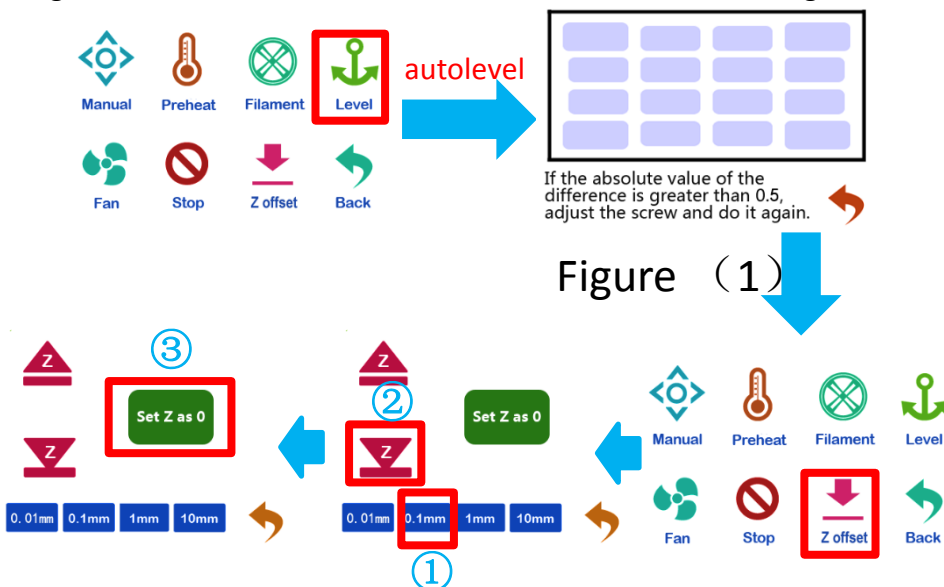 Manual Preheat Filament Level
autolevel
Fan Stop Z offset Back
If the absolute value of the
difference is greater than 0.5,
adjust the screw and do it again.
Figure （1）
③
Z
Set Z as 0
Z
0.01mm 0.1mm 1mm 10mm
Z
②
Set Z as 0
Z
0.01mm 0.1mm 1mm 10mm
①
Manual Preheat Filament Level
Fan Stop Z offset Back